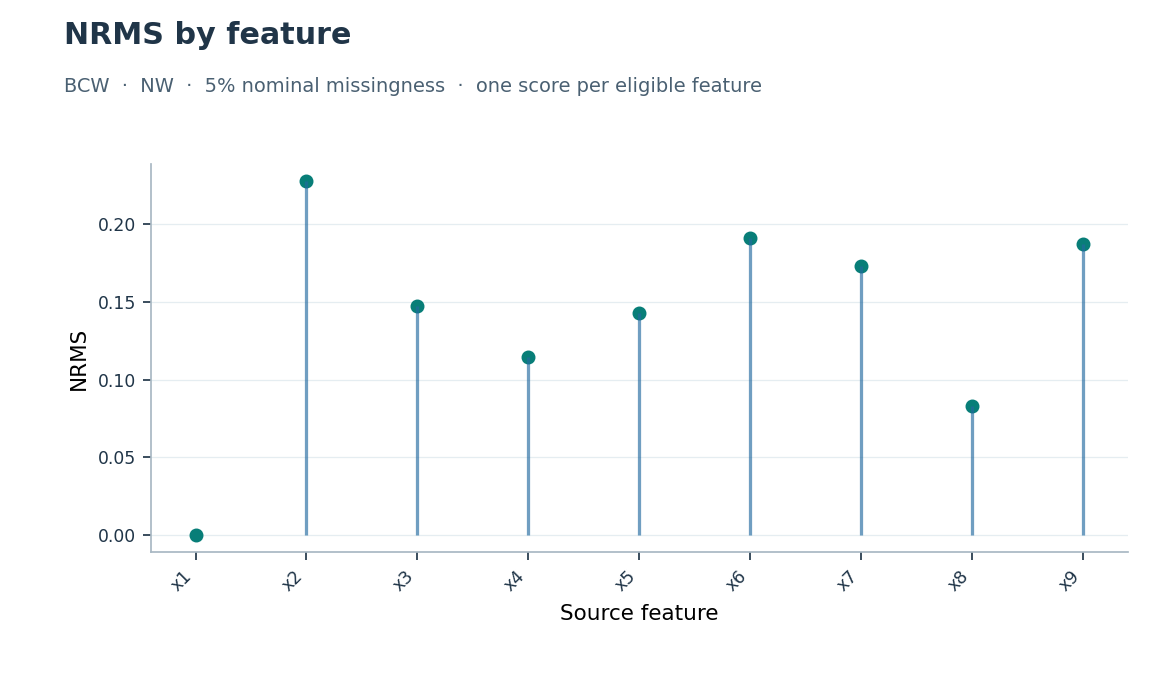 NRMS by feature
BCW · NW · 5% nominal missingness · one score per eligible feature
NRMS
0.20
0.15
0.10
0.05
0.00
x1 x2 x3 x4 x5 x6 x7 x8 x9
Source feature